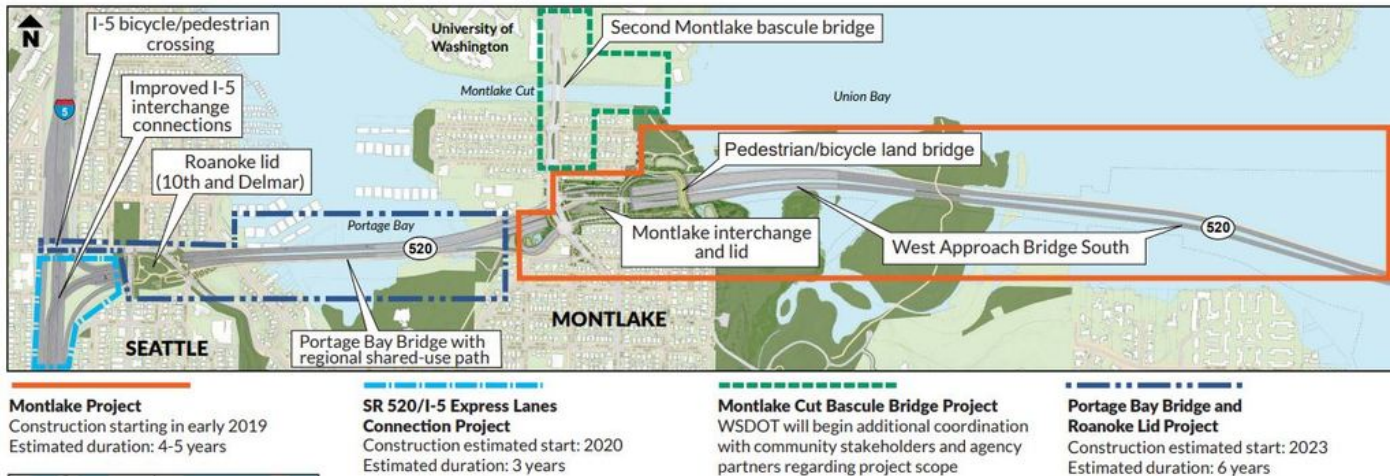 N
I-5 bicycle/pedestrian
crossing
Improved I-5
interchange
connections
5
Roanoke lid
(10th and Delmar)
University of
Washington
Second Montlake bascule bridge
Montlake Cut
Union Bay
Pedestrian/bicycle land bridge
Portage Bay
520
Montlake interchange
and lid
West Approach Bridge South
520
SEATTLE
Portage Bay Bridge with
regional shared-use path
MONTLAKE
Montlake Project
Construction starting in early 2019
Estimated duration: 4-5 years
SR 520/I-5 Express Lanes
Connection Project
Construction estimated start: 2020
Estimated duration: 3 years
Montlake Cut Bascule Bridge Project
WSDOT will begin additional coordination
with community stakeholders and agency
partners regarding project scope
Portage Bay Bridge and
Roanoke Lid Project
Construction estimated start: 2023
Estimated duration: 6 years